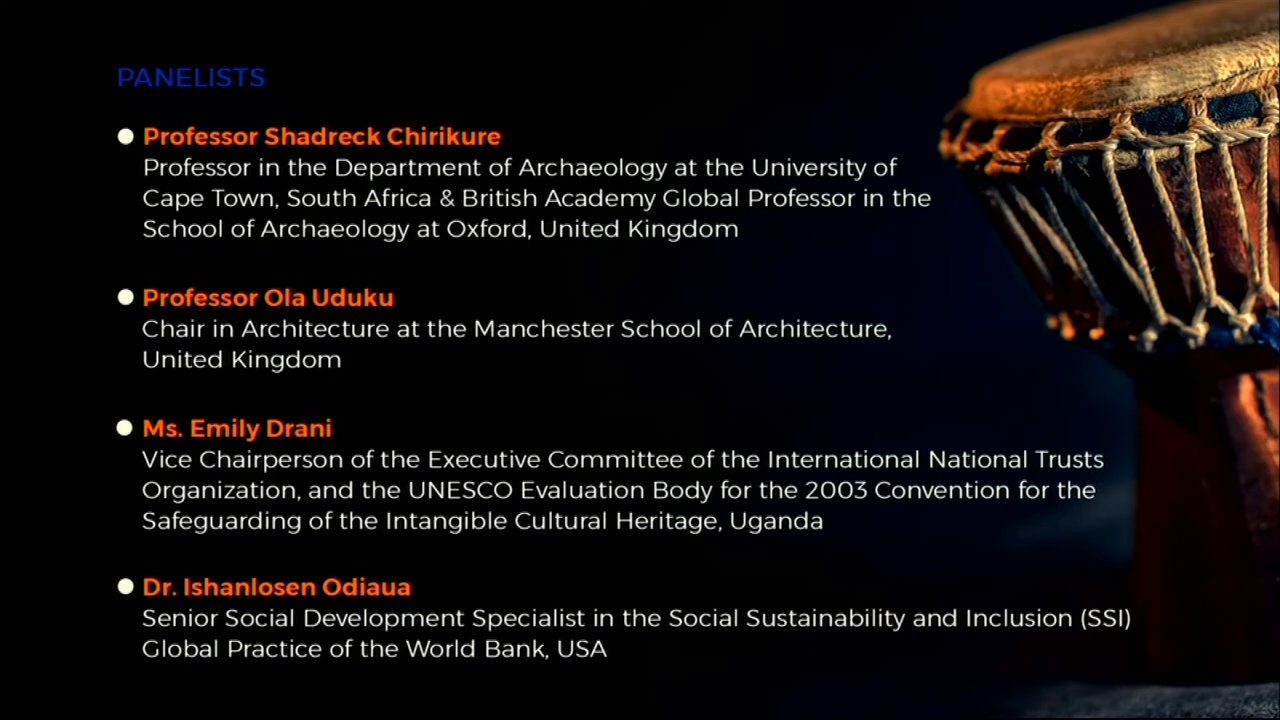 PANELISTS
Professor Shadreck Chirikure
Professor in the Department of Archaeology at the University of
Cape Town, South Africa & British Academy Global Professor in the
School of Archaeology at Oxford, United Kingdom
Professor Ola Uduku
Chair in Architecture at the Manchester School of Architecture,
United Kingdom
Ms. Emily Drani
Vice Chairperson of the Executive Committee of the International National Trusts
Organization, and the UNESCO Evaluation Body for the 2003 Convention for the
Safeguarding of the Intangible Cultural Heritage, Uganda
Dr. Ishanlosen Odiaua
Senior Social Development Specialist in the Social Sustainability and Inclusion (SSI)
Global Practice of the World Bank, USA